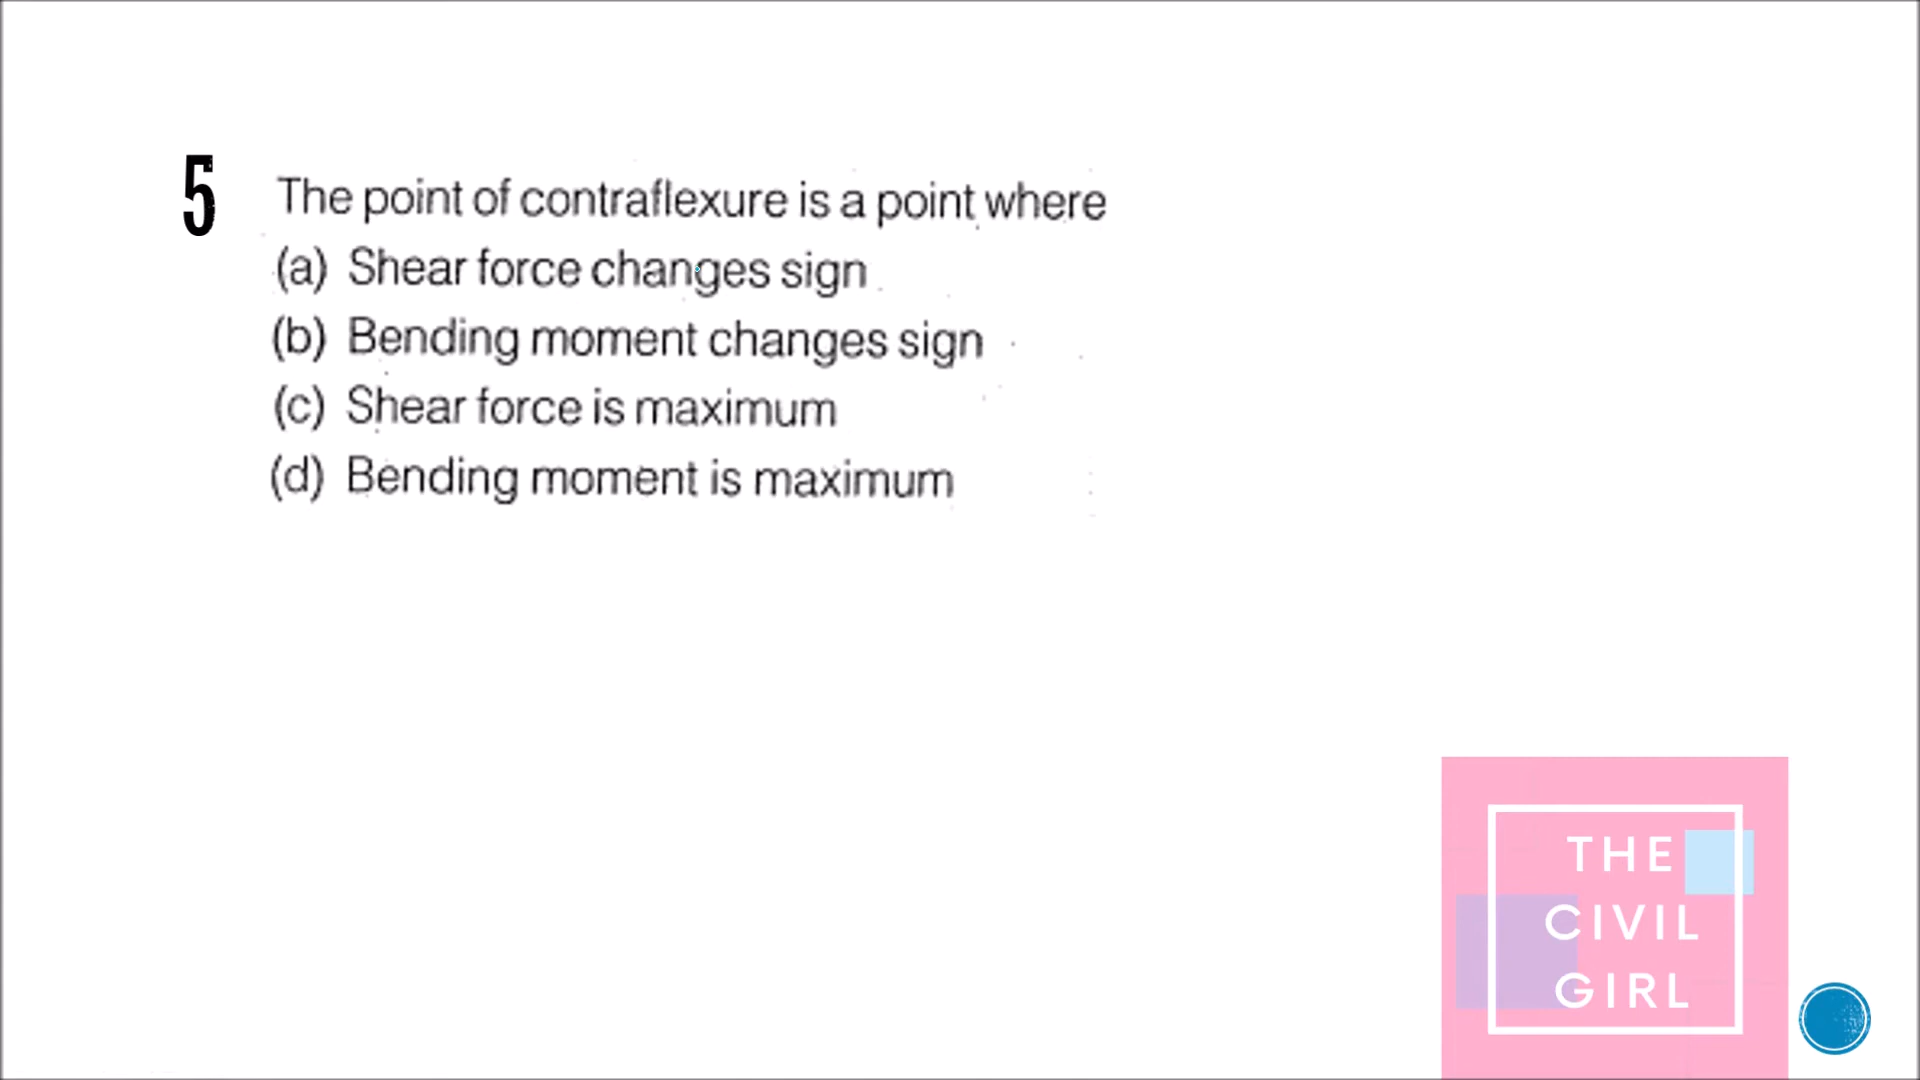 5 The point of contraflexure is a point where
(a) Shear force changes sign
(b) Bending moment changes sign
(c) Shear force is maximum
(d) Bending moment is maximum
THE
CIVIL
GIRL